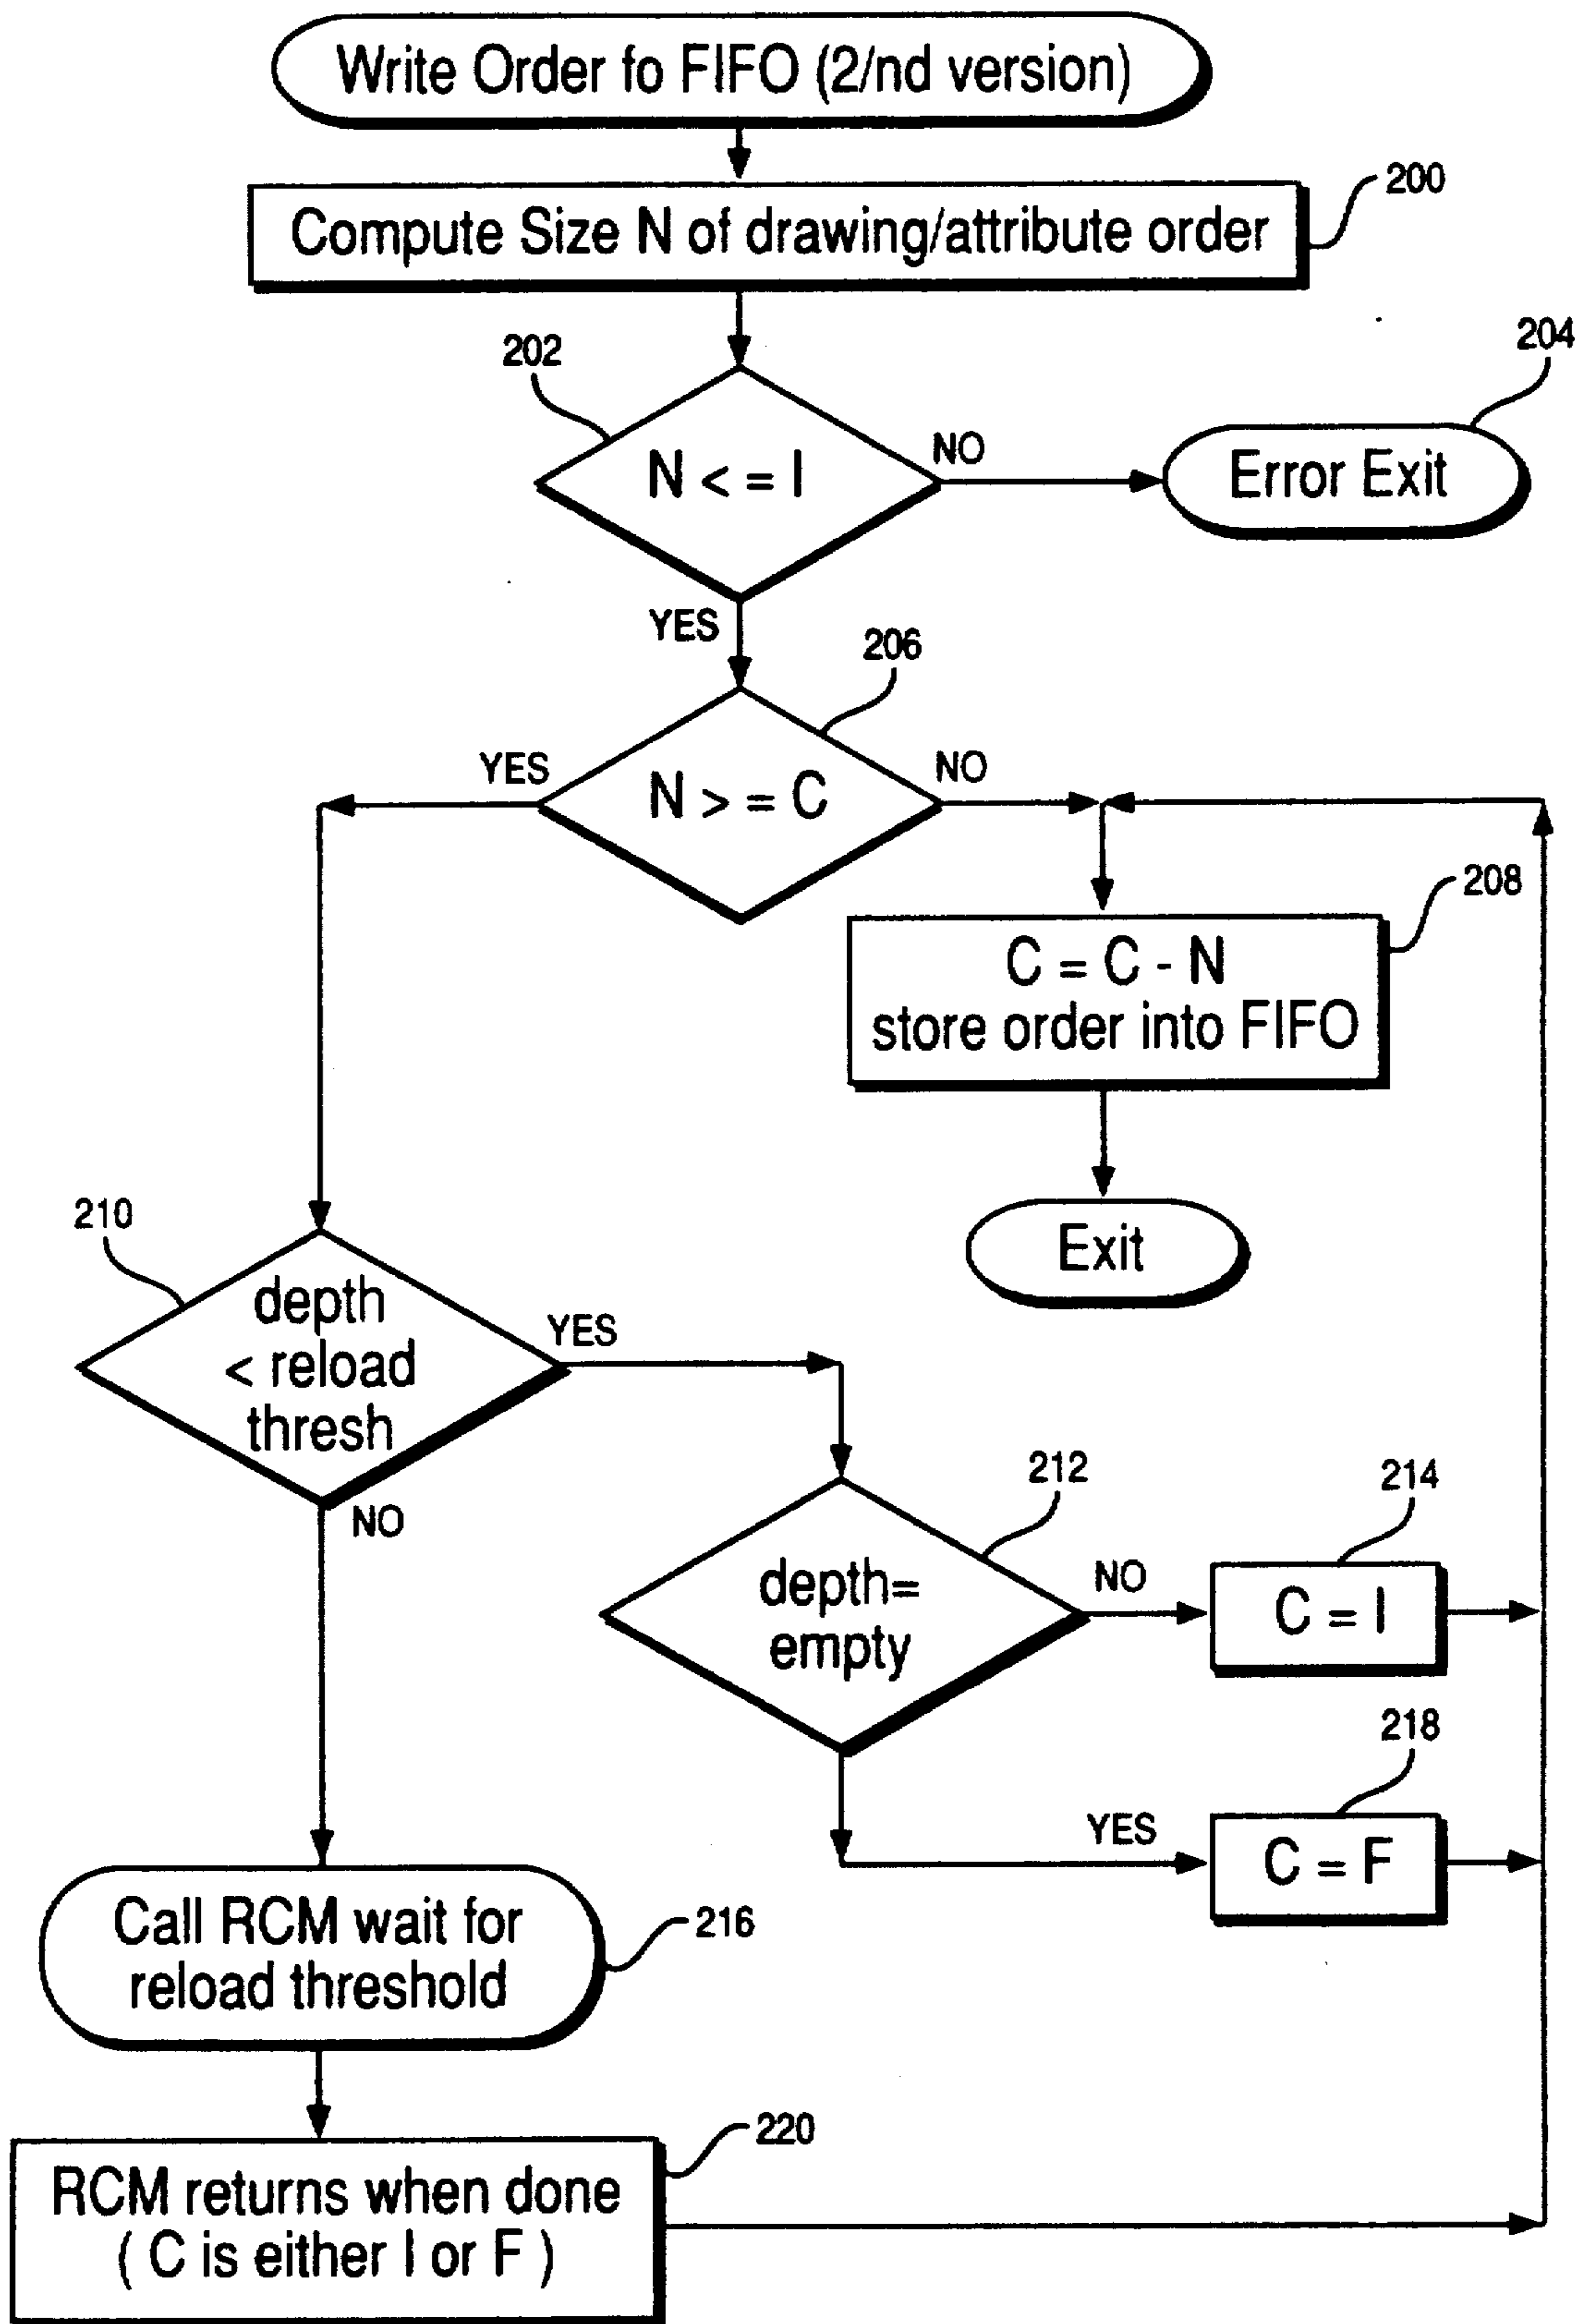 Write Order fo FIFO (2/nd version)
200
Compute Size N of drawing/attribute order
202
204
N < = I
NO
Error Exit
YES
206
YES
N > = C
NO
208
C = C - N
store order into FIFO
210
Exit
depth
< reload
thresh
YES
NO
212
214
depth=
empty
NO
C = I
218
YES
C = F
Call RCM wait for
reload threshold
216
220
RCM returns when done
( C is either I or F )